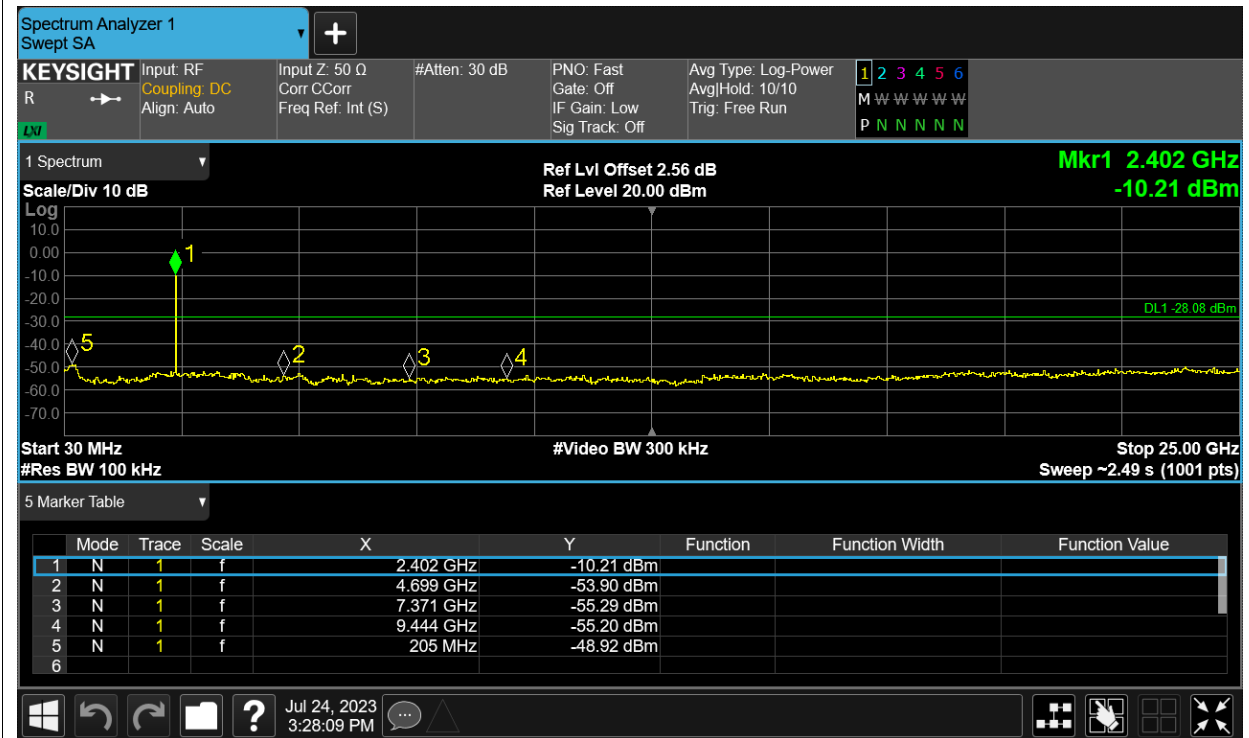 Spectrum Analyzer 1
Swept SA
+
KEYSIGHT Input: RF Input Z: 50 Ω #Atten: 30 dB PNO: Fast Avg Type: Log-Power 1 2 3 4 5 6
R Coupling: DC Corr CCorr Gate: Off Avg|Hold: 10/10 M W W W W W
Align: Auto Freq Ref: Int (S) IF Gain: Low Trig: Free Run
LXI Sig Track: Off P N N N N N
1 Spectrum Ref Lvl Offset 2.56 dB Mkr1 2.402 GHz
Scale/Div 10 dB Ref Level 20.00 dBm -10.21 dBm
Log
10.0
0.00 1
-10.0
-20.0 DL1 -28.08 dBm
-30.0
-40.0 5 2 3 4
-50.0
-60.0
-70.0
Start 30 MHz #Video BW 300 kHz Stop 25.00 GHz
#Res BW 100 kHz Sweep ~2.49 s (1001 pts)
5 Marker Table
Mode Trace Scale X Y Function Function Width Function Value
1 N 1 f 2.402 GHz -10.21 dBm
2 N 1 f 4.699 GHz -53.90 dBm
3 N 1 f 7.371 GHz -55.29 dBm
4 N 1 f 9.444 GHz -55.20 dBm
5 N 1 f 205 MHz -48.92 dBm
6
? Jul 24, 2023
3:28:09 PM